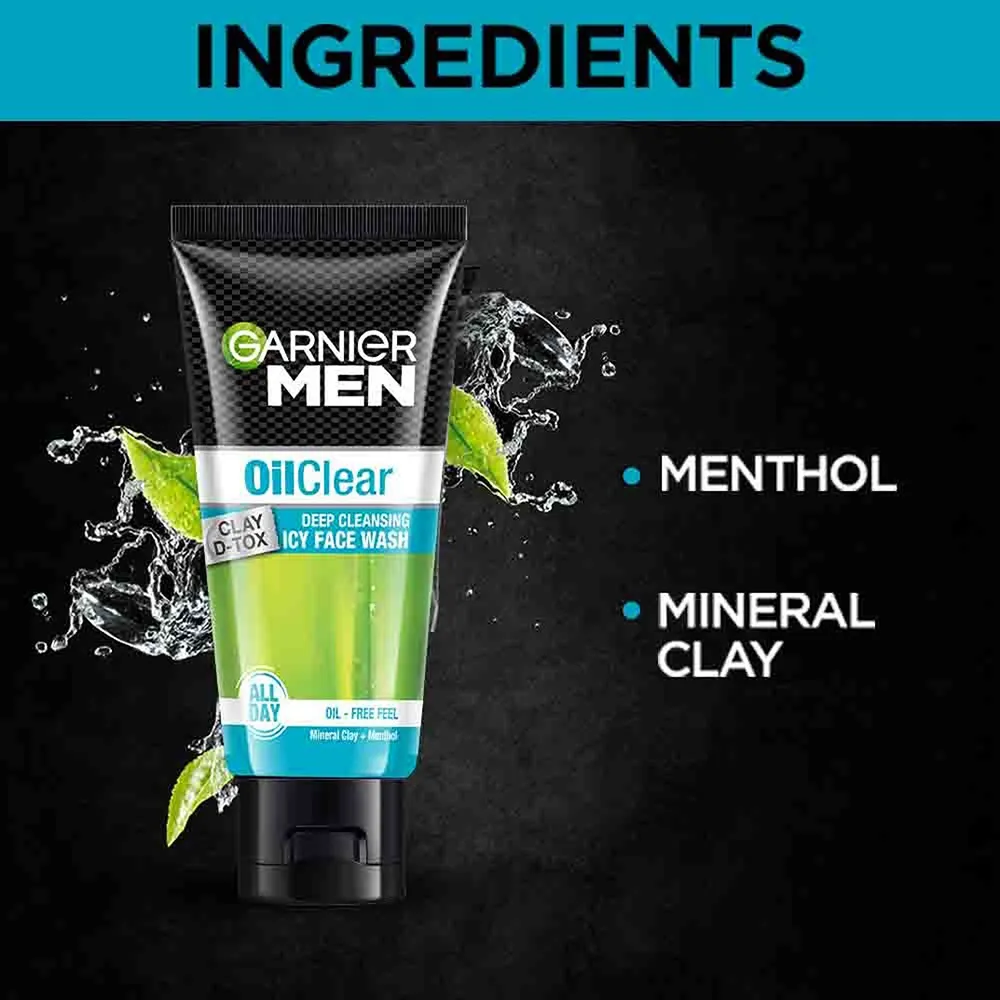 INGREDIENTS
GARNIER
MEN
OilClear
CLAY
D-TOX
DEEP CLEANSING
ICY FACE WASH
ALL
DAY
OIL - FREE FEEL
Mineral Clay + Menthol
• MENTHOL
• MINERAL
CLAY